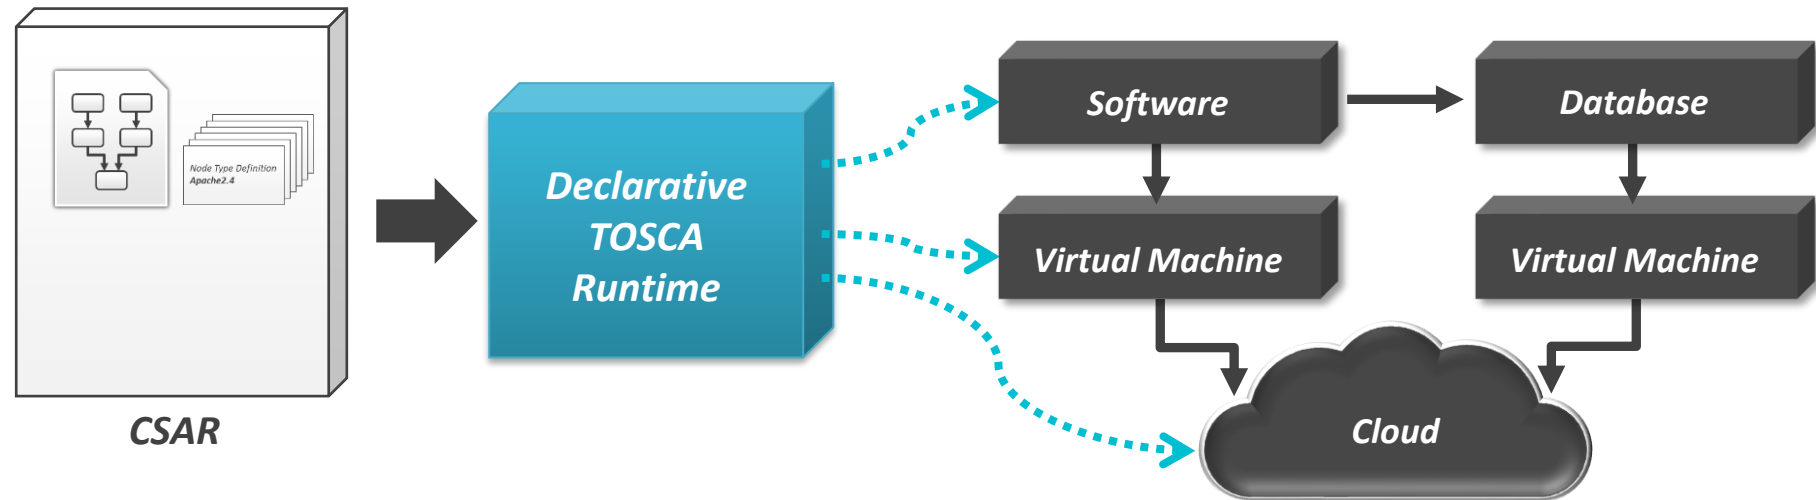 Node Type Definition
Apache2.4
CSAR
Declarative
TOSCA
Runtime
Software
Database
Virtual Machine
Virtual Machine
Cloud